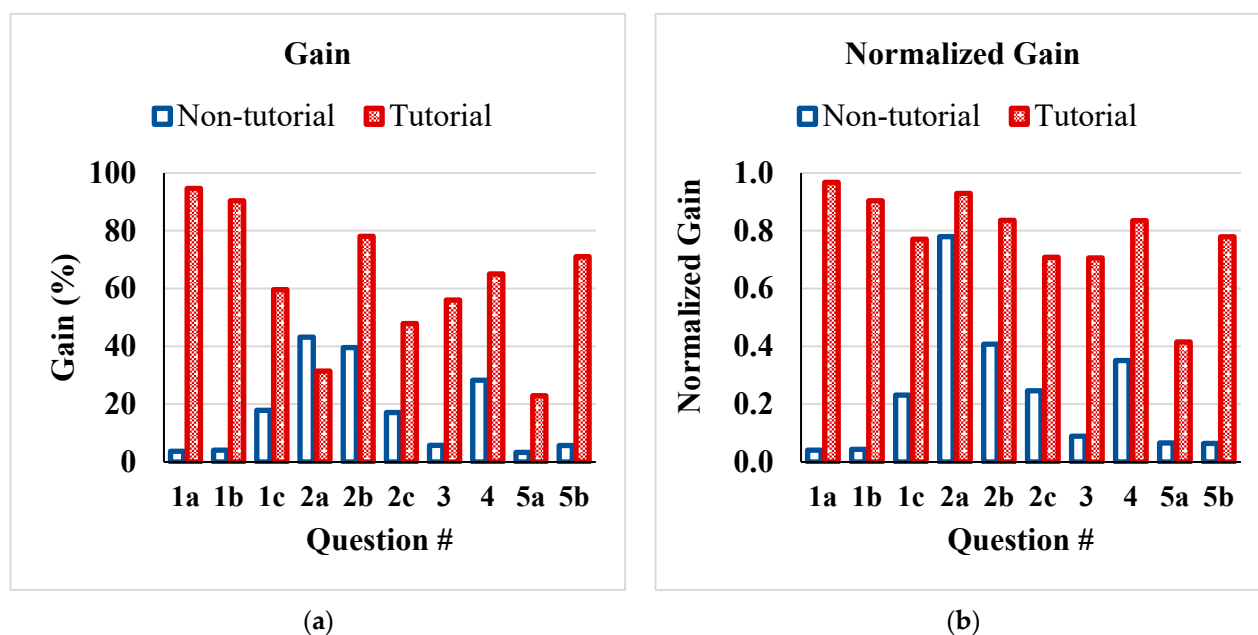 Gain
Non-tutorial Tutorial
100
80
60
40
20
0
Gain (%)
1a 1b 1c 2a 2b 2c 3 4 5a 5b
Question #
(a)
Normalized Gain
Non-tutorial Tutorial
1.0
0.8
0.6
0.4
0.2
0.0
Normalized Gain
1a 1b 1c 2a 2b 2c 3 4 5a 5b
Question #
(b)